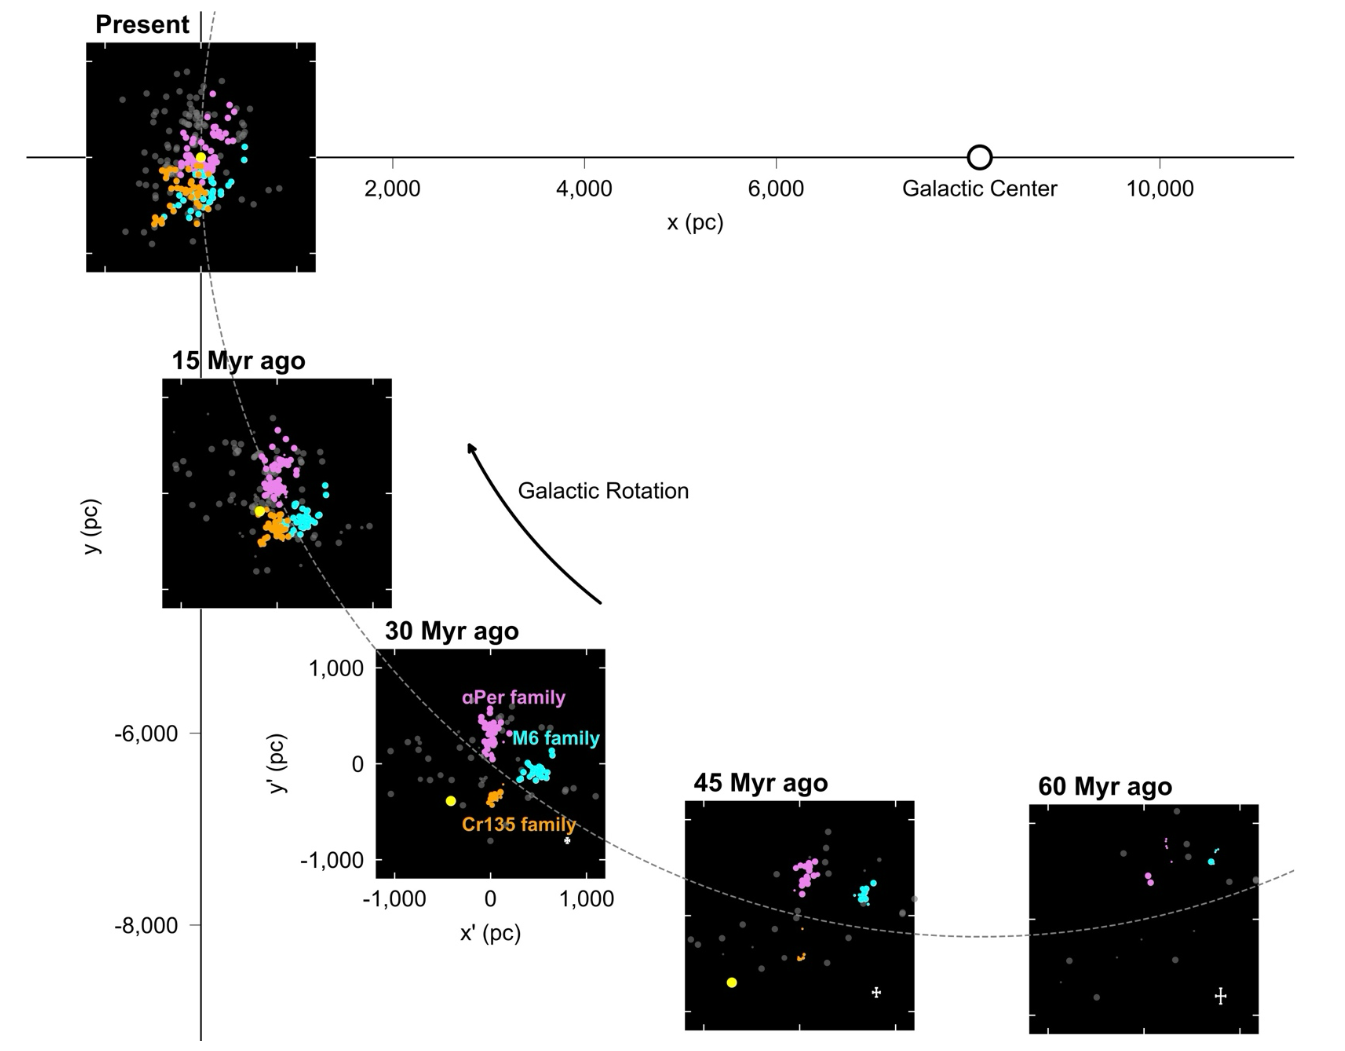 Present
2,000
4,000
6,000
Galactic Center
10,000
x (pc)
15 Myr ago
Galactic Rotation
y (pc)
30 Myr ago
1,000
αPer family
-6,000
M6 family
y' (pc)
0
Cr135 family
-1,000
-1,000
0
1,000
x' (pc)
-8,000
45 Myr ago
60 Myr ago